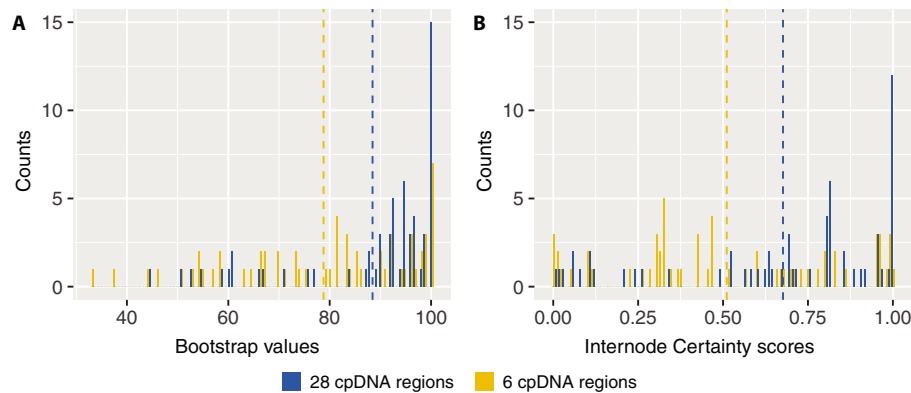 A
B
15
10
5
0
Counts
40
60
80
100
Bootstrap values
15
10
5
0
Counts
0.00
0.25
0.50
0.75
1.00
Internode Certainty scores
28 cpDNA regions
6 cpDNA regions